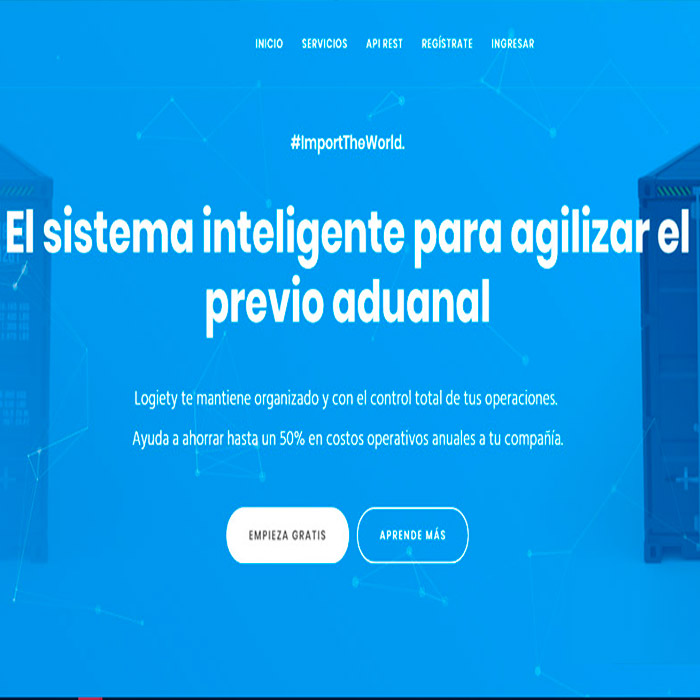 INICIO SERVICIOS API REST REGÍSTRATE INGRESAR
#ImportTheWorld.
El sistema inteligente para agilizar el
previo aduanal
Logiety te mantiene organizado y con el control total de tus operaciones.
Ayuda a ahorrar hasta un 50% en costos operativos anuales a tu compañía.
EMPIEZA GRATIS APRENDE MÁS